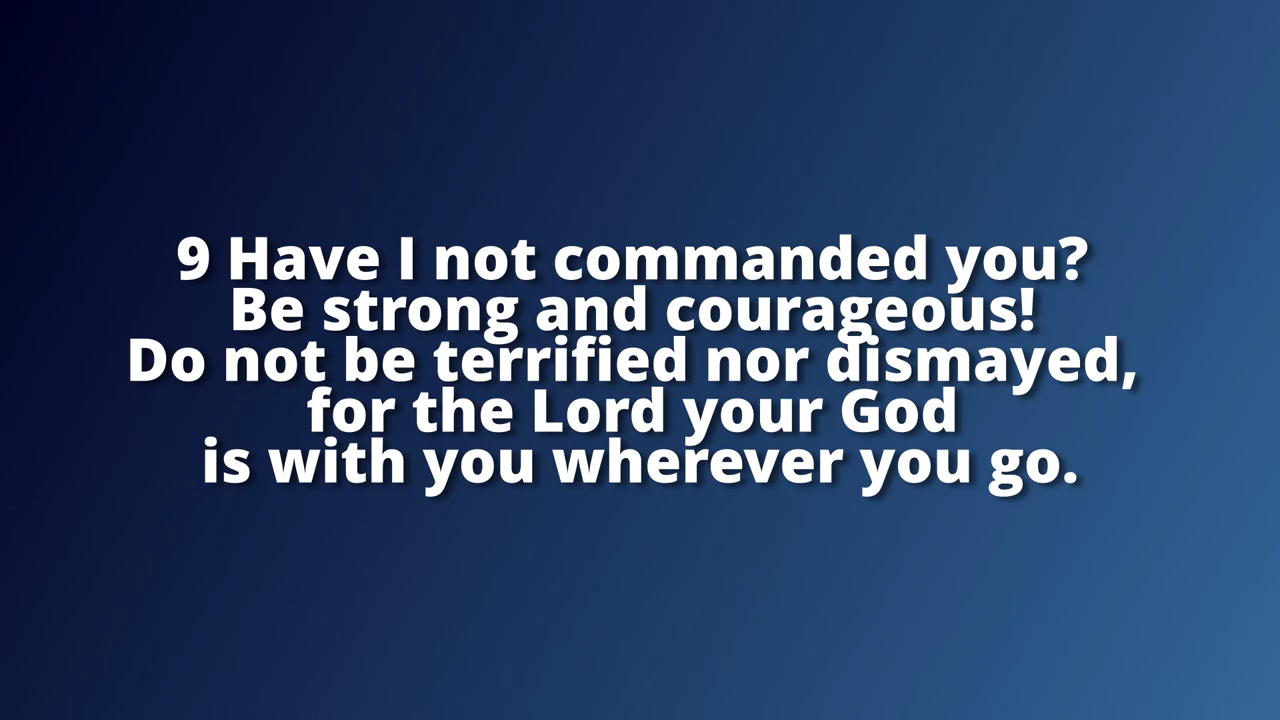 9 Have I not commanded you?
Be strong and courageous!
Do not be terrified nor dismayed,
for the Lord your God
is with you wherever you go.